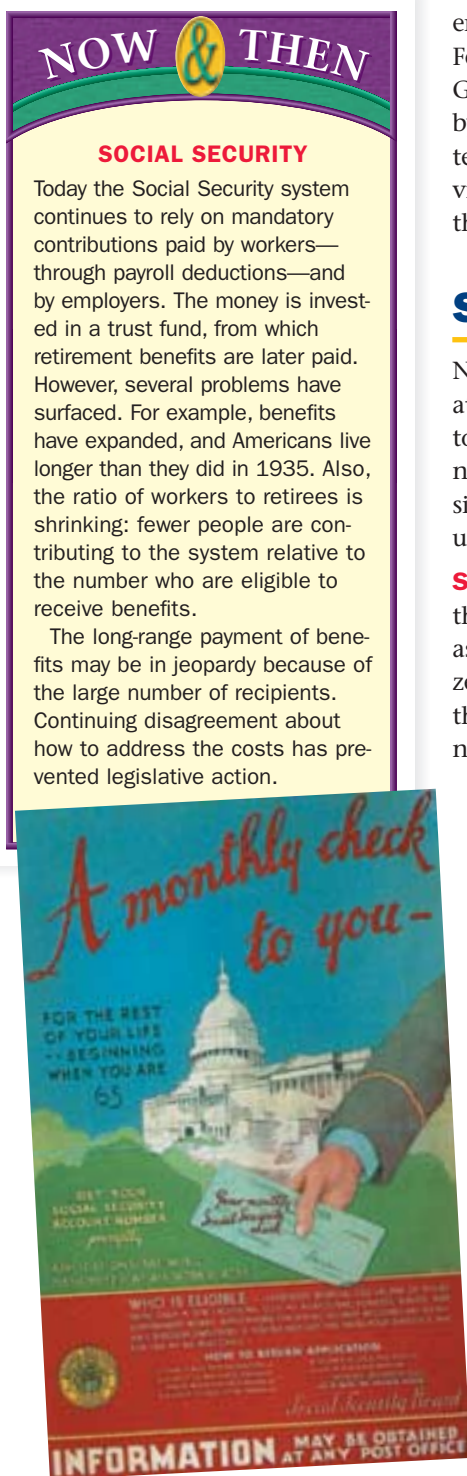 NOW & THEN
SOCIAL SECURITY
Today the Social Security system
continues to rely on mandatory
contributions paid by workers—
through payroll deductions—and
by employers. The money is invest-
ed in a trust fund, from which
retirement benefits are later paid.
However, several problems have
surfaced. For example, benefits
have expanded, and Americans live
longer than they did in 1935. Also,
the ratio of workers to retirees is
shrinking: fewer people are con-
tributing to the system relative to
the number who are eligible to
receive benefits.
The long-range payment of bene-
fits may be in jeopardy because of
the large number of recipients.
Continuing disagreement about
how to address the costs has pre-
vented legislative action.
A monthly check
to you-
FOR THE REST
OF YOUR LIFE
--BEGINNING
WHEN YOU ARE
65
GET YOUR
SOCIAL SECURITY
ACCOUNT NUMBER
promptly
Your monthly
Social Security
check
WHO IS ELIGIBLE
HOW TO RETURN APPLICATION
Social Security Board
INFORMATION MAY BE OBTAINED
AT ANY POST OFFICE